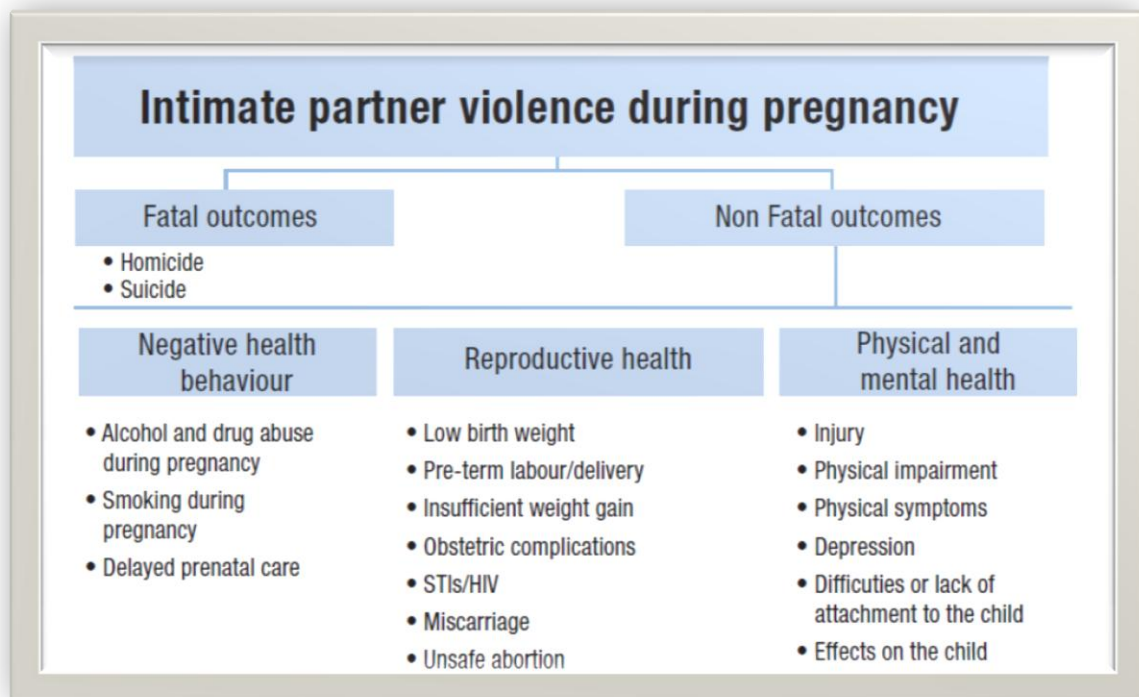 Intimate partner violence during pregnancy
Fatal outcomes
• Homicide
• Suicide
Non Fatal outcomes
Negative health
behaviour
• Alcohol and drug abuse
during pregnancy
• Smoking during
pregnancy
• Delayed prenatal care
Reproductive health
• Low birth weight
• Pre-term labour/delivery
• Insufficient weight gain
• Obstetric complications
• STIs/HIV
• Miscarriage
• Unsafe abortion
Physical and
mental health
• Injury
• Physical impairment
• Physical symptoms
• Depression
• Difficuties or lack of
attachment to the child
• Effects on the child